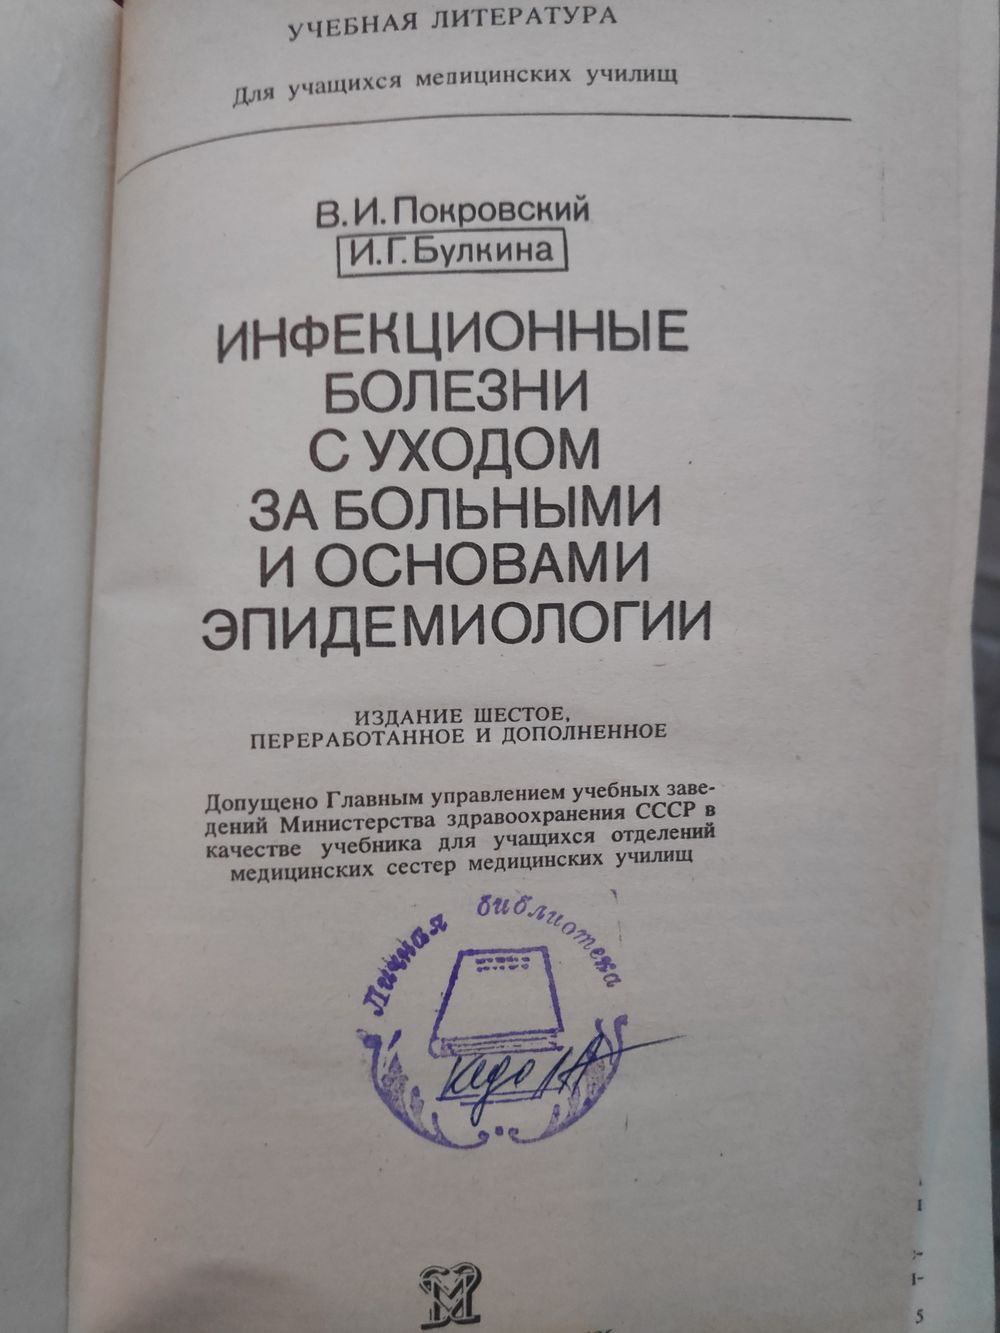 УЧЕБНАЯ ЛИТЕРАТУРА
Для учащихся медицинских училищ
В.И.Покровский
И.Г.Булкина
ИНФЕКЦИОННЫЕ
БОЛЕЗНИ
С УХОДОМ
ЗА БОЛЬНЫМИ
И ОСНОВАМИ
ЭПИДЕМИОЛОГИИ
ИЗДАНИЕ ШЕСТОЕ,
ПЕРЕРАБОТАННОЕ И ДОПОЛНЕННОЕ
Допущено Главным управлением учебных заве-
дений Министерства здравоохранения СССР в
качестве учебника для учащихся отделений
медицинских сестер медицинских училищ
Личная библиотека
5